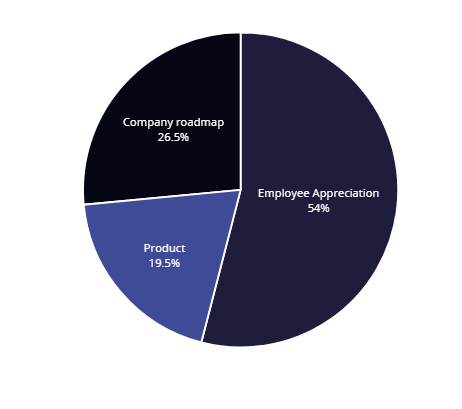 Company roadmap
26.5%
Employee Appreciation
54%
Product
19.5%